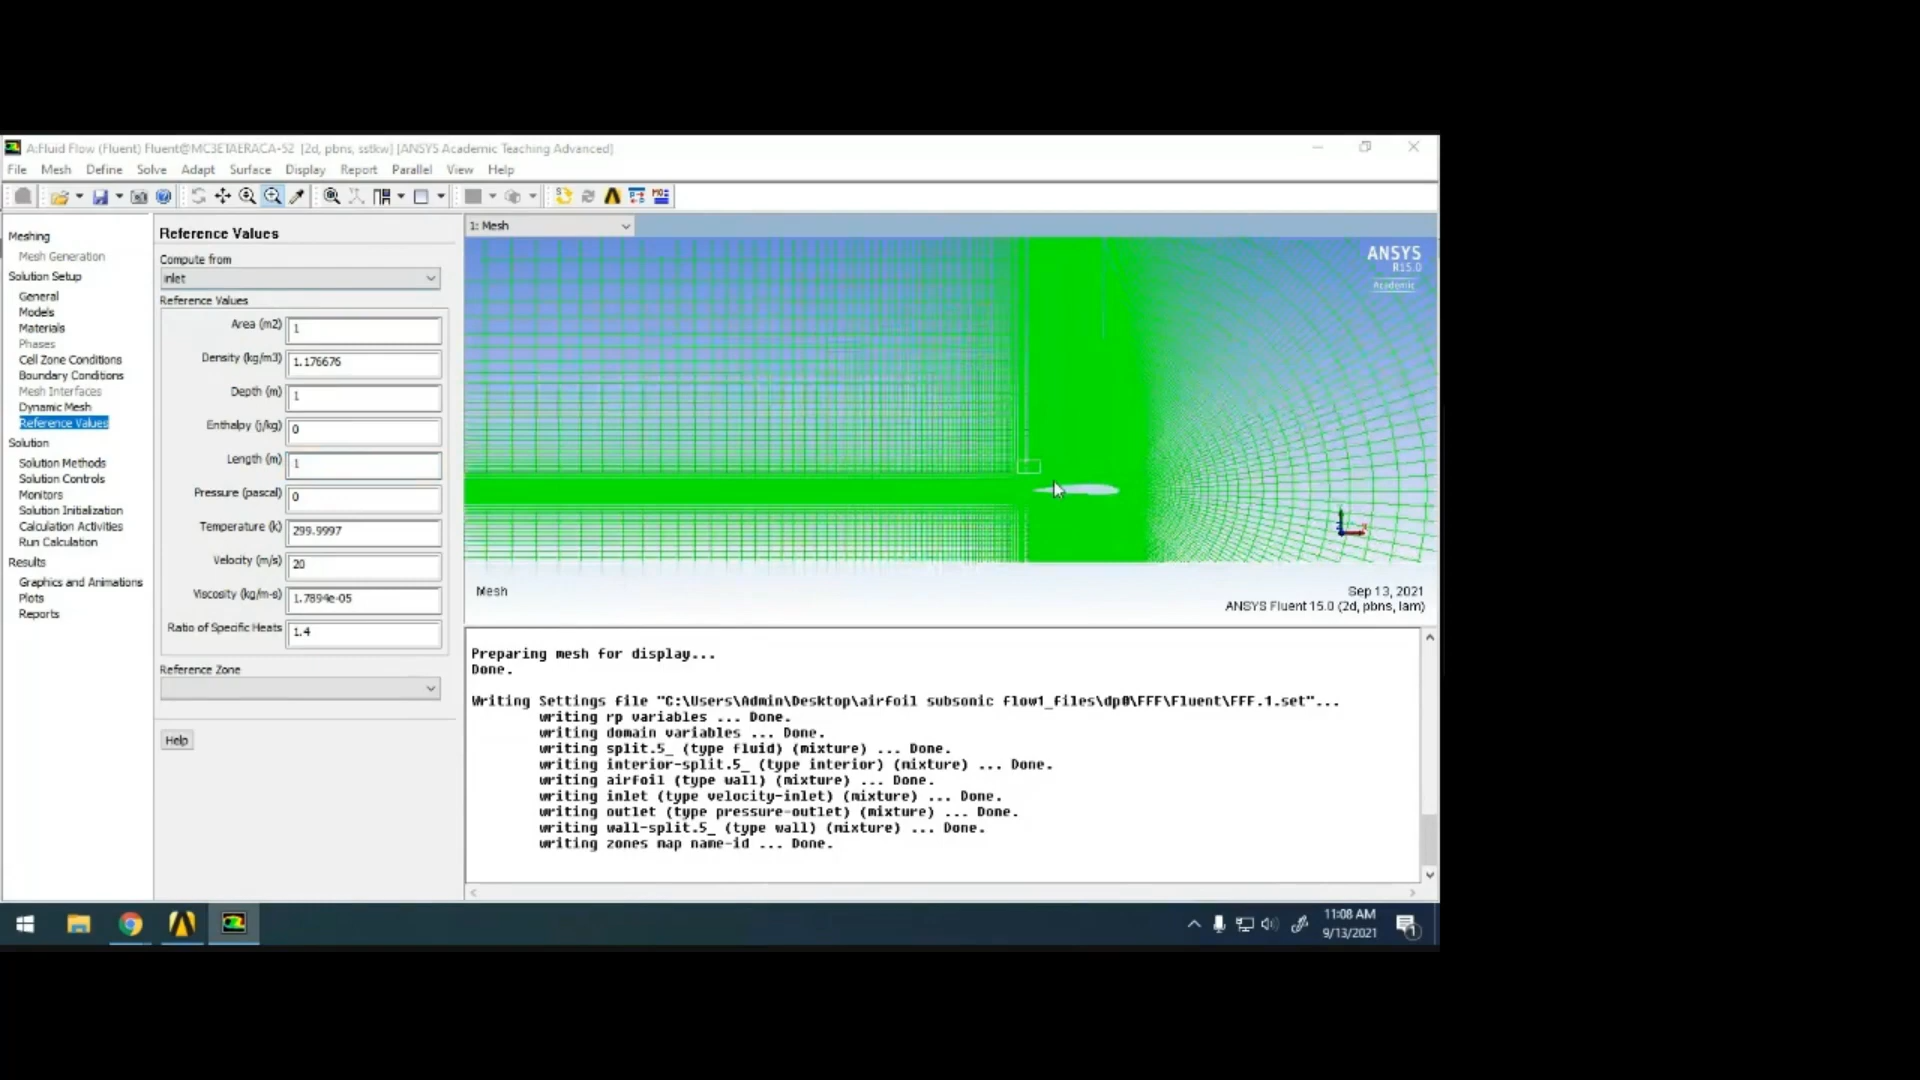 A:Fluid Flow (Fluent) Fluent@MC3ETAERACA-52 [2d, pbns, sstkw] [ANSYS Academic Teaching Advanced]
File Mesh Define Solve Adapt Surface Display Report Parallel View Help
Meshing
Mesh Generation
Solution Setup
General
Models
Materials
Phases
Cell Zone Conditions
Boundary Conditions
Mesh Interfaces
Dynamic Mesh
Reference Values
Solution
Solution Methods
Solution Controls
Monitors
Solution Initialization
Calculation Activities
Run Calculation
Results
Graphics and Animations
Plots
Reports
Reference Values
Compute from
inlet
Reference Values
Area (m2) 1
Density (kg/m3) 1.176676
Depth (m) 1
Enthalpy (j/kg) 0
Length (m) 1
Pressure (pascal) 0
Temperature (k) 299.9997
Velocity (m/s) 20
Viscosity (kg/m-s) 1.7894e-05
Ratio of Specific Heats 1.4
Reference Zone
Help
1: Mesh
ANSYS
R15.0
Academic
Mesh
Sep 13, 2021
ANSYS Fluent 15.0 (2d, pbns, lam)
Preparing mesh for display...
Done.
Writing Settings file "C:\Users\Admin\Desktop\airfoil subsonic flow1_files\dp0\FFF\Fluent\FFF.1.set"...
writing rp variables ... Done.
writing domain variables ... Done.
writing split.5_ (type fluid) (mixture) ... Done.
writing interior-split.5_ (type interior) (mixture) ... Done.
writing airfoil (type wall) (mixture) ... Done.
writing inlet (type velocity-inlet) (mixture) ... Done.
writing outlet (type pressure-outlet) (mixture) ... Done.
writing wall-split.5_ (type wall) (mixture) ... Done.
writing zones map name-id ... Done.
11:08 AM
9/13/2021
1